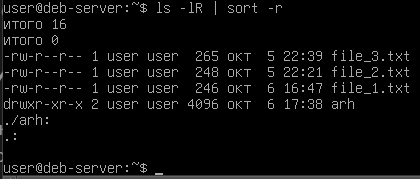 user@deb-server:~$ ls -lR | sort -r
итого 16
итого 0
-rw-r--r-- 1 user user  265 окт  5 22:39 file_3.txt
-rw-r--r-- 1 user user  248 окт  5 22:21 file_2.txt
-rw-r--r-- 1 user user  246 окт  6 16:47 file_1.txt
drwxr-xr-x 2 user user 4096 окт  6 17:38 arh
./arh:
.:

user@deb-server:~$ _